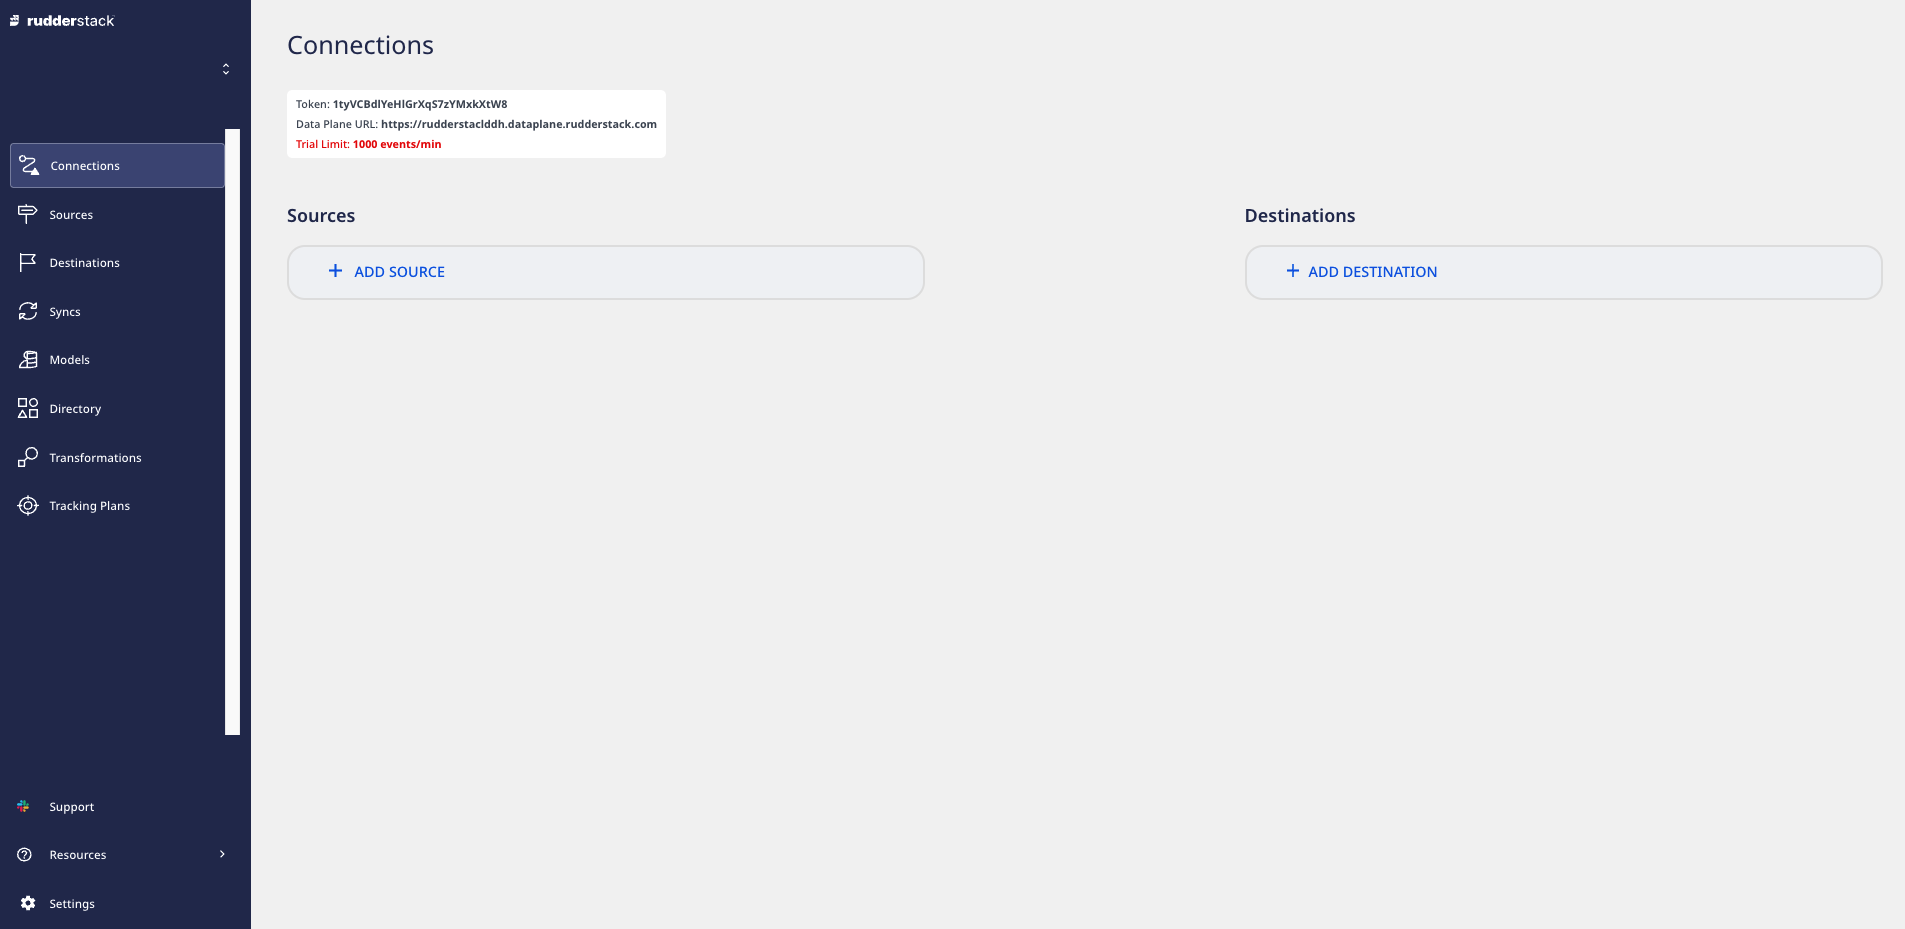 rudderstack
Connections
Sources
Destinations
Syncs
Models
Directory
Transformations
Tracking Plans
Support
Resources
Settings
Connections
Token: 1tyVCBdlYeHlGrXqS7zYMxkXtW8
Data Plane URL: https://rudderstaclddh.dataplane.rudderstack.com
Trial Limit: 1000 events/min
Sources
ADD SOURCE
Destinations
ADD DESTINATION